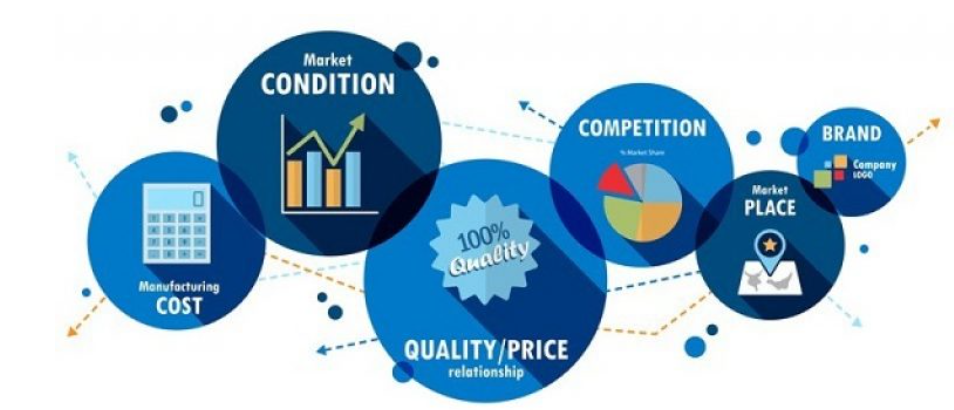 Market
CONDITION
Manufacturing
COST
100%
Quality
QUALITY/PRICE
relationship
COMPETITION
% Market Share
Market
PLACE
BRAND
Company
LOGO